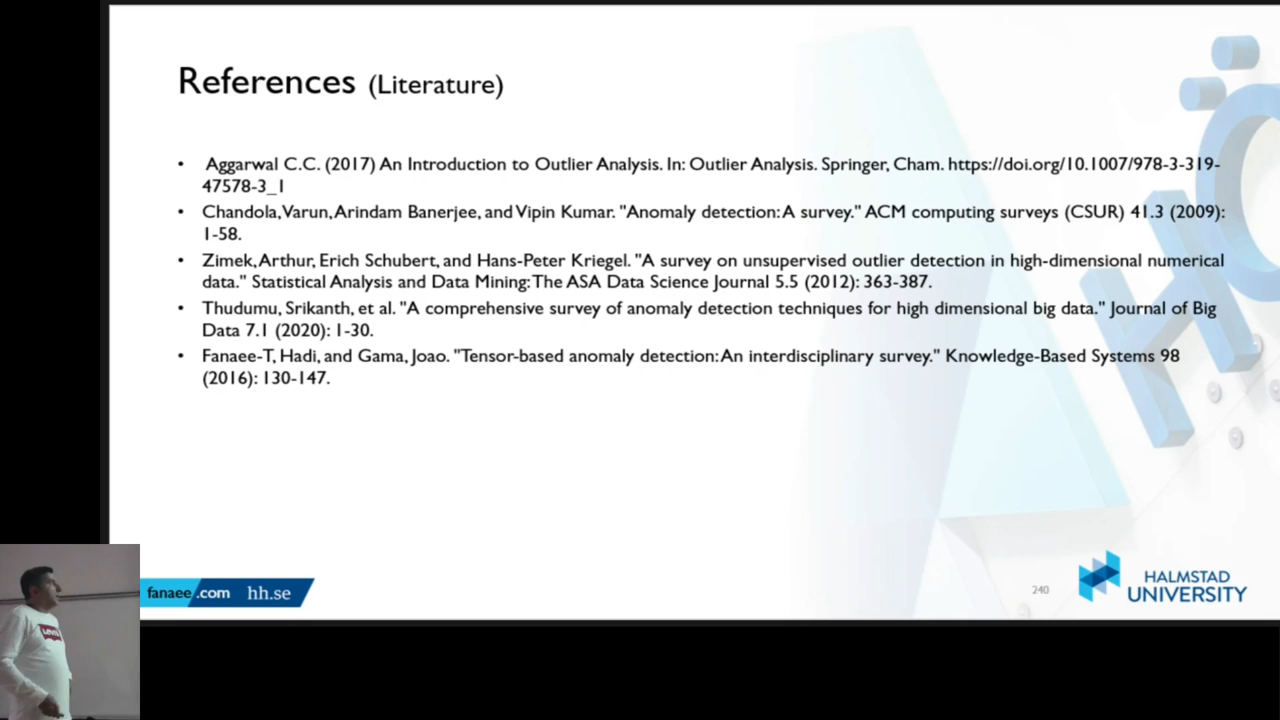 References (Literature)
• Aggarwal C.C. (2017) An Introduction to Outlier Analysis. In: Outlier Analysis. Springer, Cham. https://doi.org/10.1007/978-3-319-
47578-3_1
• Chandola, Varun, Arindam Banerjee, and Vipin Kumar. "Anomaly detection: A survey." ACM computing surveys (CSUR) 41.3 (2009):
1-58.
• Zimek, Arthur, Erich Schubert, and Hans-Peter Kriegel. "A survey on unsupervised outlier detection in high-dimensional numerical
data." Statistical Analysis and Data Mining: The ASA Data Science Journal 5.5 (2012): 363-387.
• Thudumu, Srikanth, et al. "A comprehensive survey of anomaly detection techniques for high dimensional big data." Journal of Big
Data 7.1 (2020): 1-30.
• Fanaee-T, Hadi, and Gama, Joao. "Tensor-based anomaly detection: An interdisciplinary survey." Knowledge-Based Systems 98
(2016): 130-147.
fanaee.com hh.se
240
HALMSTAD
UNIVERSITY
Levi's